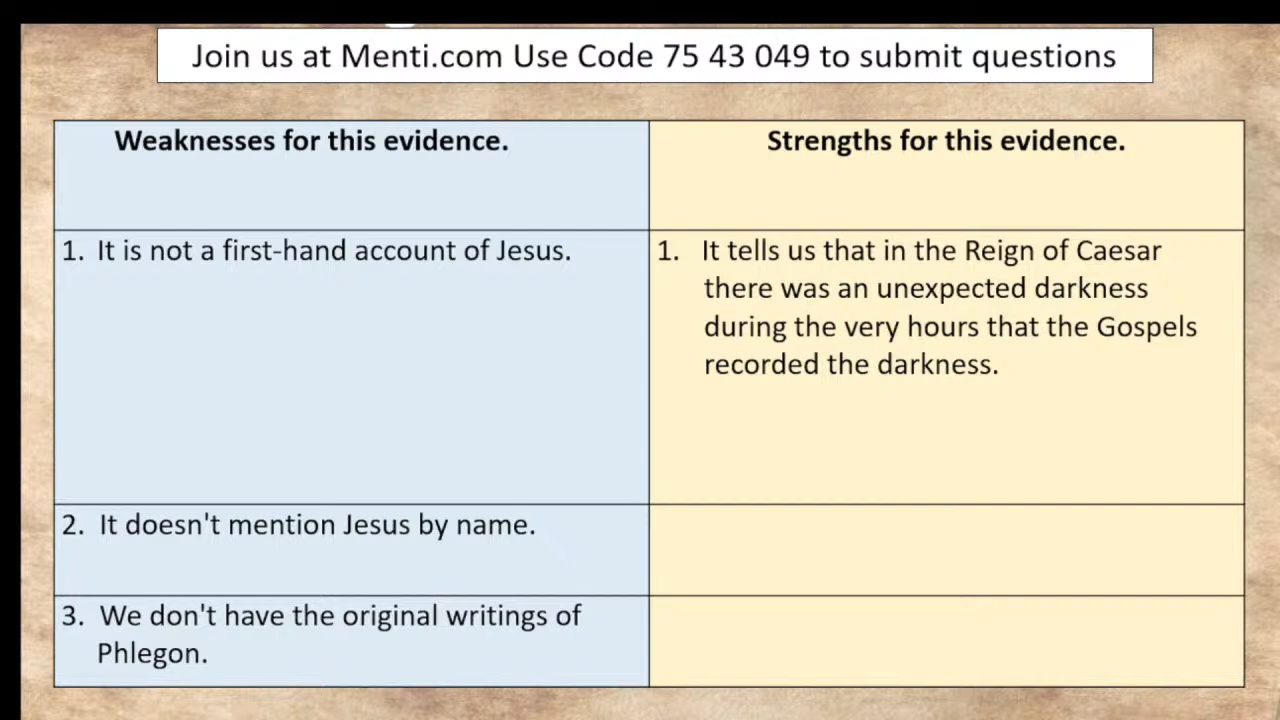 Join us at Menti.com Use Code 75 43 049 to submit questions
Weaknesses for this evidence.
Strengths for this evidence.
1. It is not a first-hand account of Jesus.
1. It tells us that in the Reign of Caesar
there was an unexpected darkness
during the very hours that the Gospels
recorded the darkness.
2. It doesn't mention Jesus by name.
3. We don't have the original writings of
Phlegon.